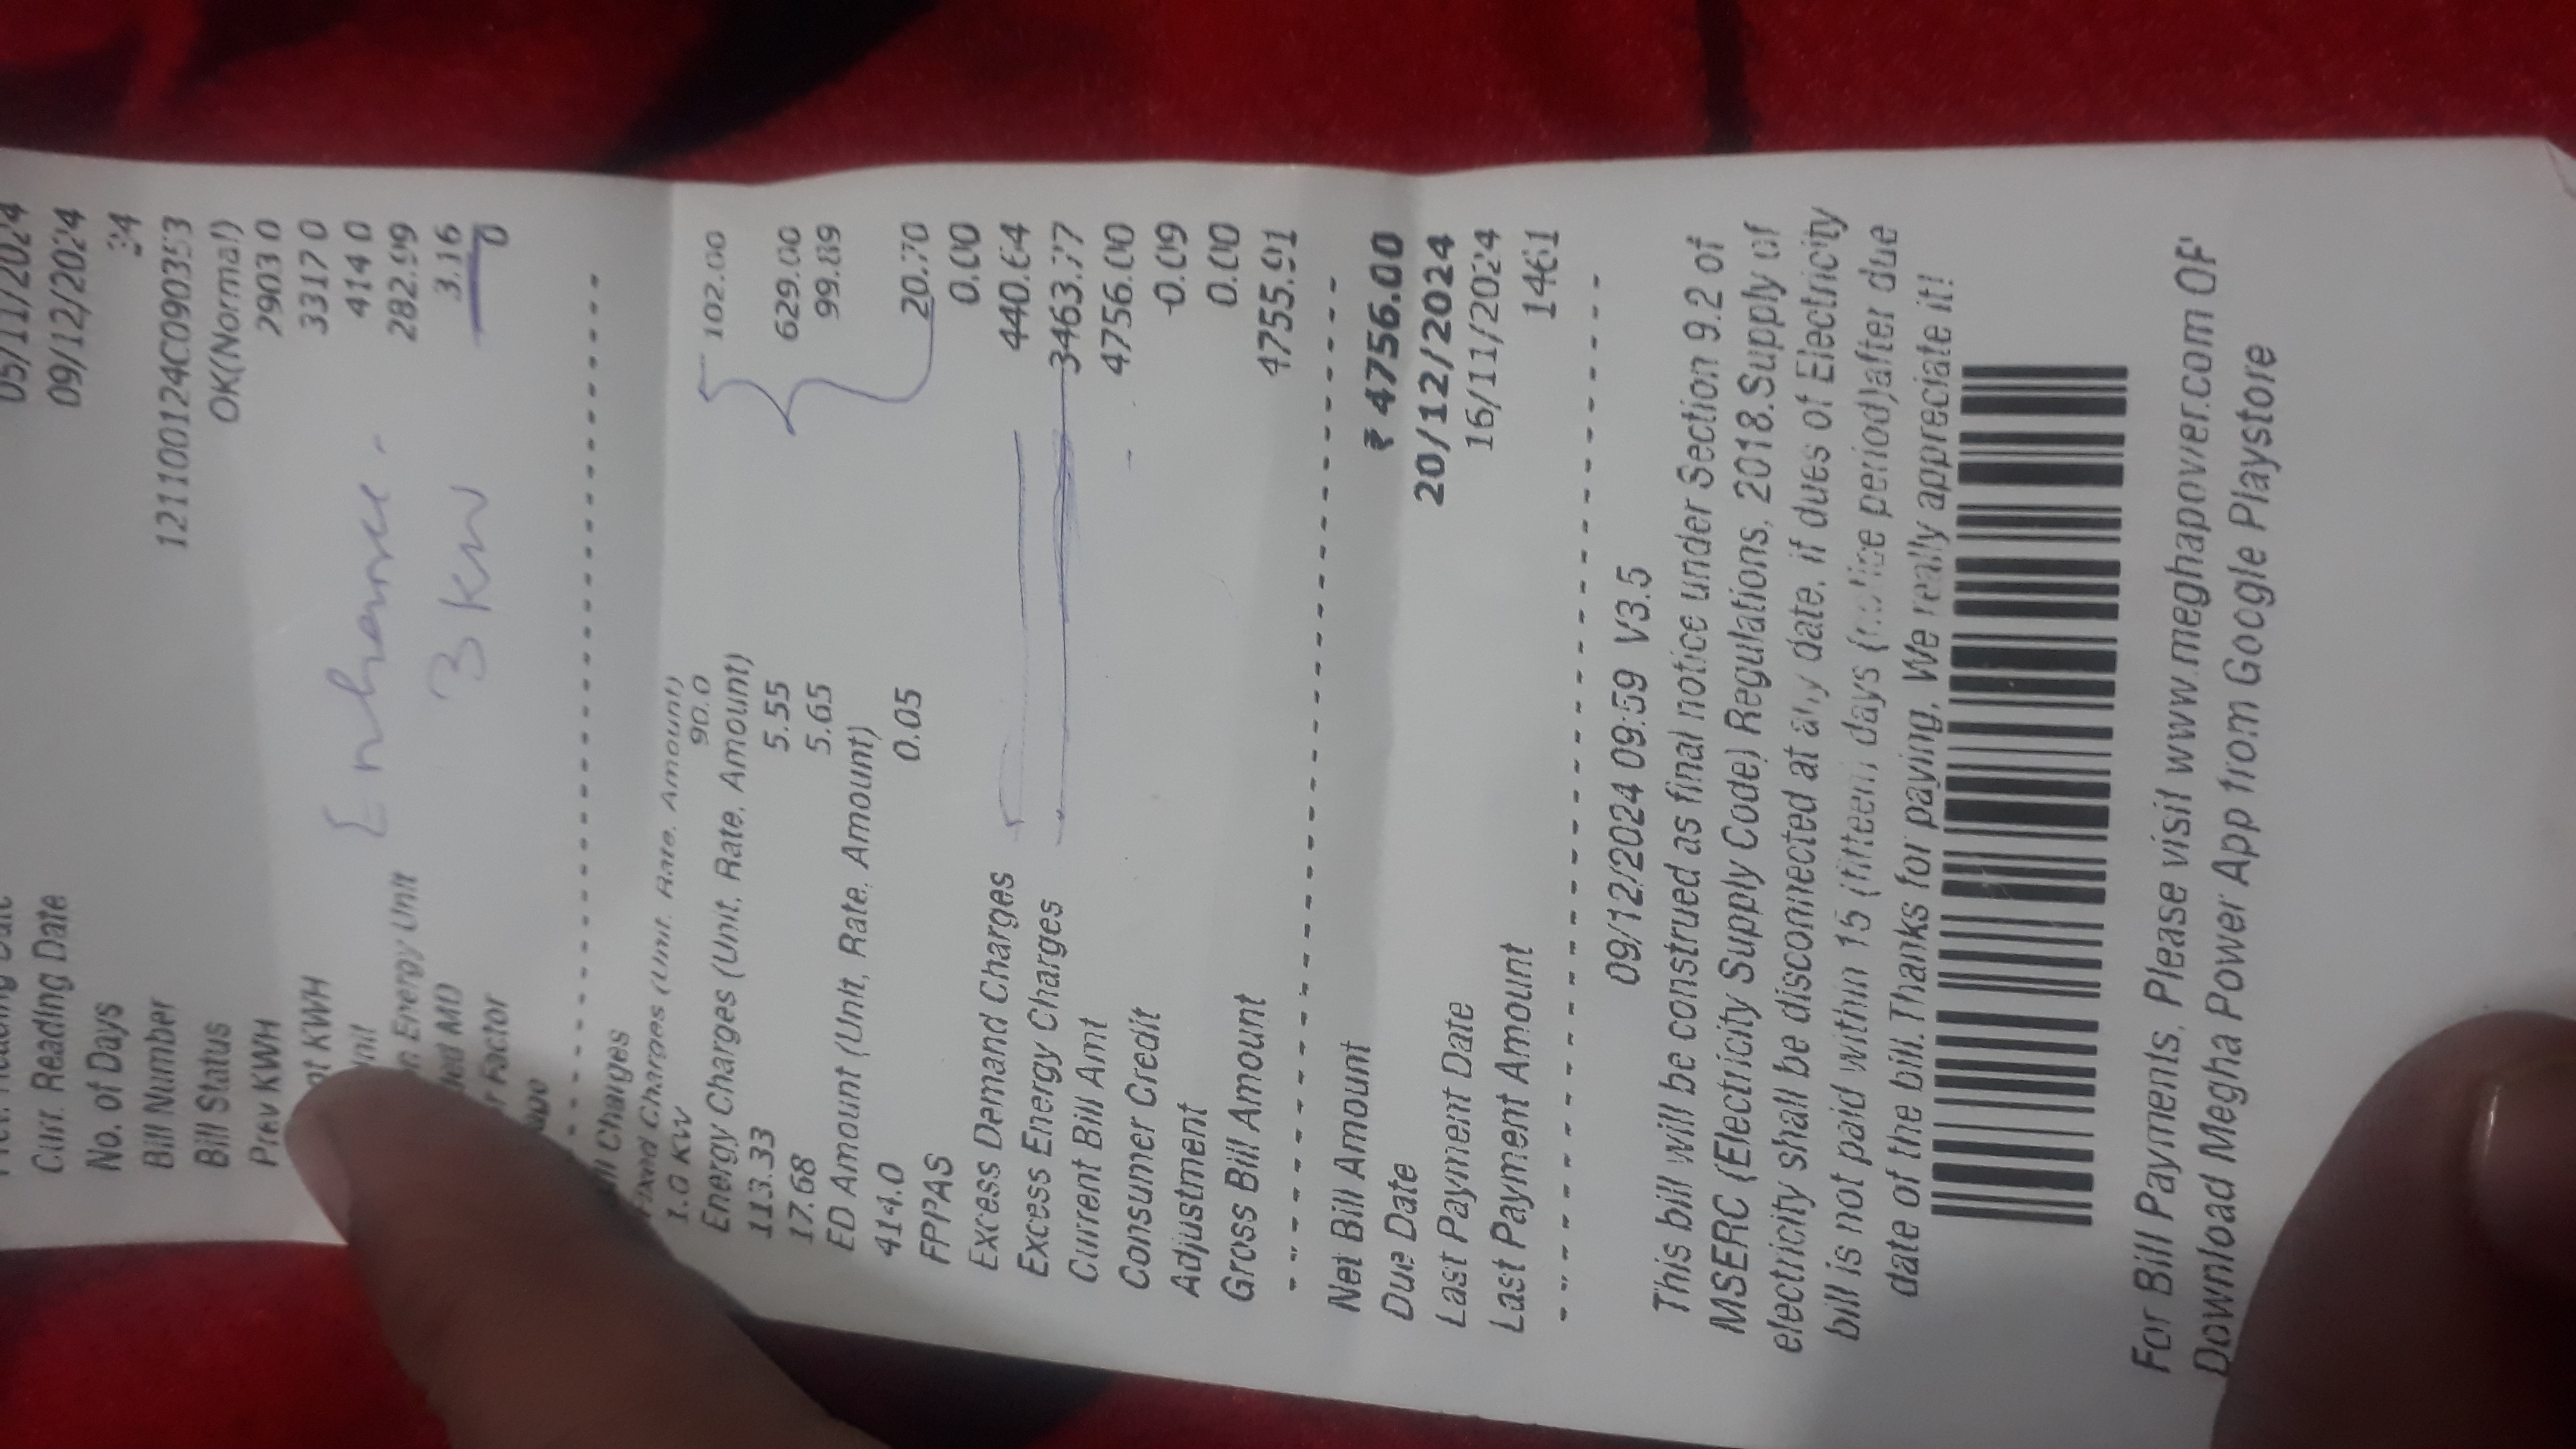 05/11/2024
Curr. Reading Date 09/12/2024
No. of Days 34
Bill Number 121100124C090353
Bill Status OK(Normal)
Prev KWH 2903 0
KWH 3317 0
414 0
Energy Unit 282.99
MD 3.16
Factor 0
Enhance
3 KW
Charges
Fixed Charges (Unit, Rate, Amount)
1.0 KW 90.0 102.00
Energy Charges (Unit, Rate, Amount)
113.33 5.55 629.00
17.68 5.65 99.89
ED Amount (Unit, Rate, Amount)
414.0 0.05 20.70
FPPAS 0.00
Excess Demand Charges 440.64
Excess Energy Charges 3463.77
Current Bill Amt 4756.00
Consumer Credit -0.09
Adjustment 0.00
Gross Bill Amount 4755.91
Net Bill Amount ₹ 4756.00
Due Date 20/12/2024
Last Payment Date 16/11/2024
Last Payment Amount 1461
09/12/2024 09:59 V3.5
This bill will be construed as final notice under Section 9.2 of
MSERC (Electricity Supply Code) Regulations, 2018.Supply of
electricity shall be disconnected at any date, if dues of Electricity
bill is not paid within 15 (fifteen) days (notice period)after due
date of the bill.Thanks for paying. We really appreciate it!
For Bill Payments, Please visit www.meghapower.com OR
Download Megha Power App from Google Playstore